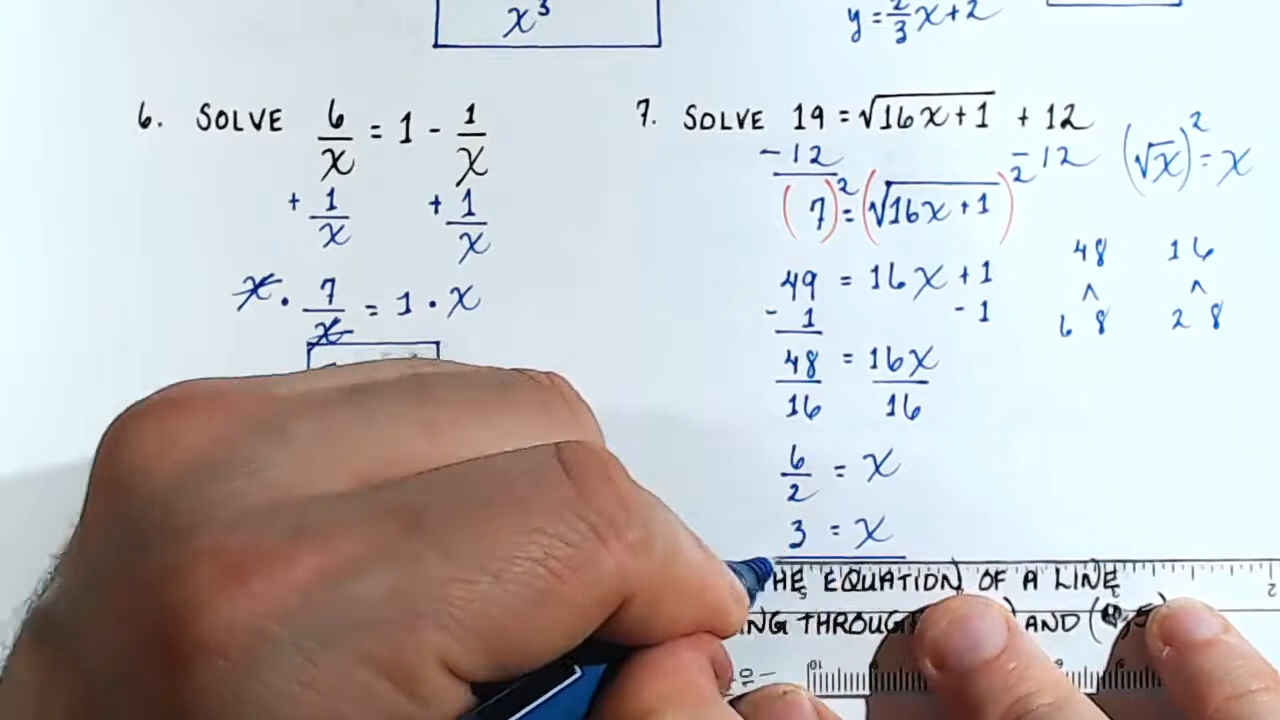 x³
y = 2/3 x + 2
6. SOLVE 6/x = 1 - 1/x
+ 1/x + 1/x
x · 7/x = 1 · x
7. SOLVE 19 = √(16x+1) + 12
-12 -12
(7)² = (√(16x+1))²
49 = 16x + 1
- 1 - 1
48/16 = 16x/16
6/2 = x
3 = x
(√x)² = x
48 16
^ ^
6 8 2 8
THE EQUATION OF A LINE
AND